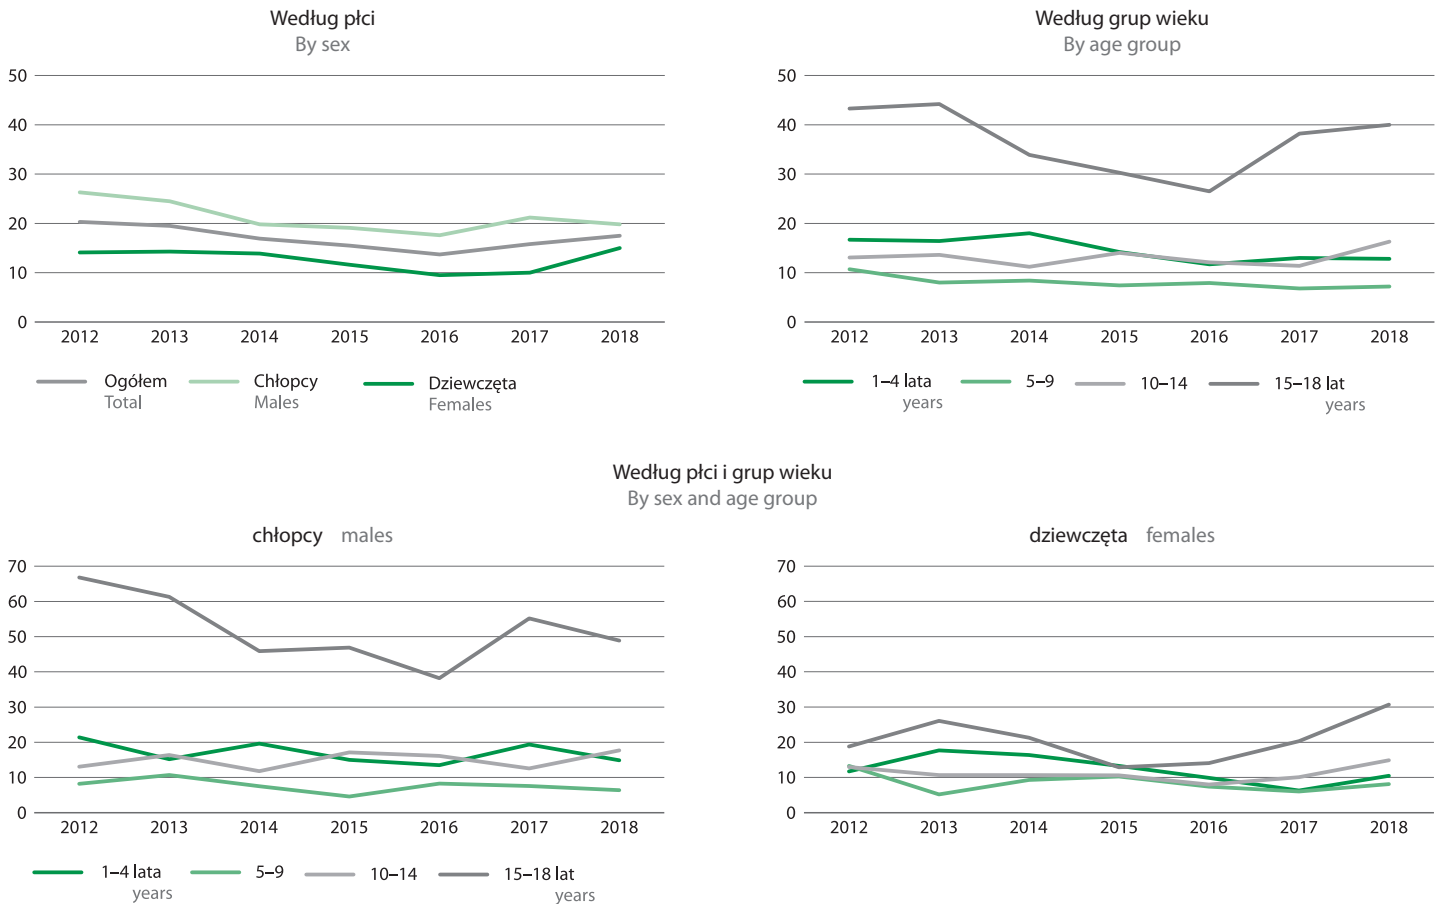 Według płci
By sex
50
40
30
20
10
0
2012 2013 2014 2015 2016 2017 2018
Ogółem Chłopcy Dziewczęta
Total Males Females
Według grup wieku
By age group
50
40
30
20
10
0
2012 2013 2014 2015 2016 2017 2018
1–4 lata 5–9 10–14 15–18 lat
years years
Według płci i grup wieku
By sex and age group
chłopcy males
70
60
50
40
30
20
10
0
2012 2013 2014 2015 2016 2017 2018
1–4 lata 5–9 10–14 15–18 lat
years years
dziewczęta females
70
60
50
40
30
20
10
0
2012 2013 2014 2015 2016 2017 2018